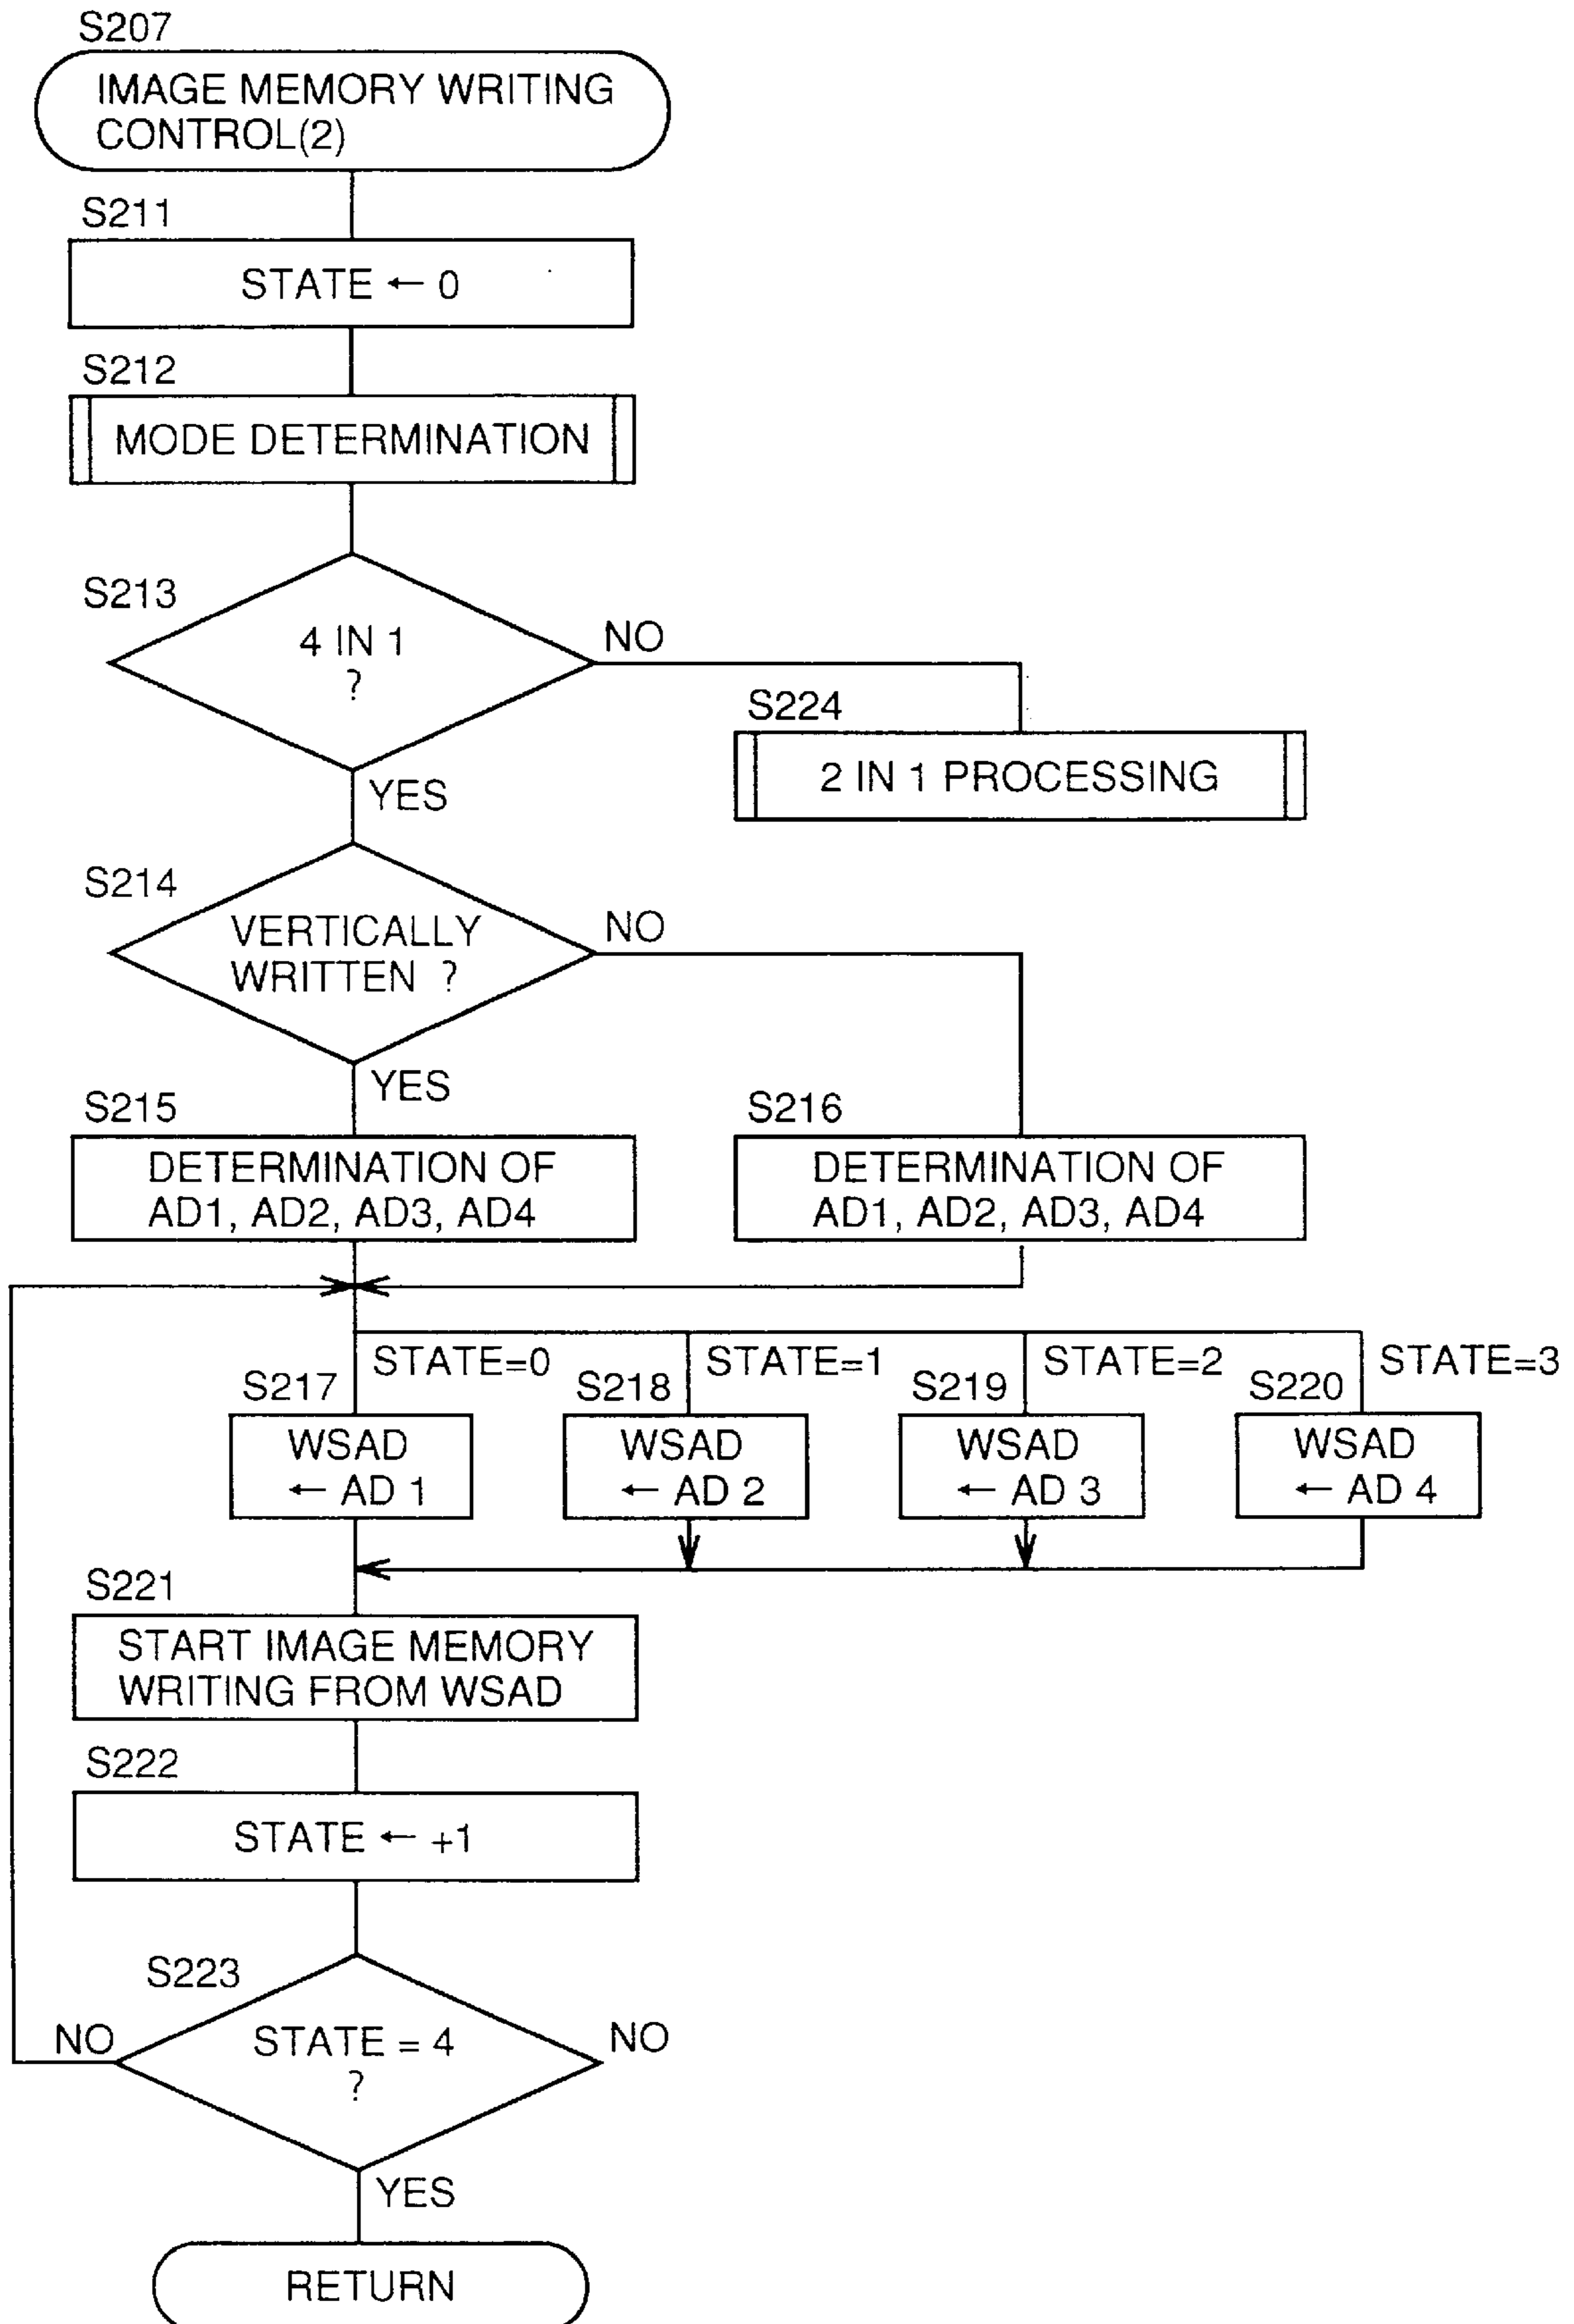 S207
IMAGE MEMORY WRITING
CONTROL(2)
S211
STATE ← 0
S212
MODE DETERMINATION
S213
4 IN 1
?
NO
YES
S224
2 IN 1 PROCESSING
S214
VERTICALLY
WRITTEN ?
NO
YES
S215
DETERMINATION OF
AD1, AD2, AD3, AD4
S216
DETERMINATION OF
AD1, AD2, AD3, AD4
STATE=0
S217
WSAD
← AD 1
STATE=1
S218
WSAD
← AD 2
STATE=2
S219
WSAD
← AD 3
STATE=3
S220
WSAD
← AD 4
S221
START IMAGE MEMORY
WRITING FROM WSAD
S222
STATE ← +1
S223
STATE = 4
?
NO
NO
YES
RETURN